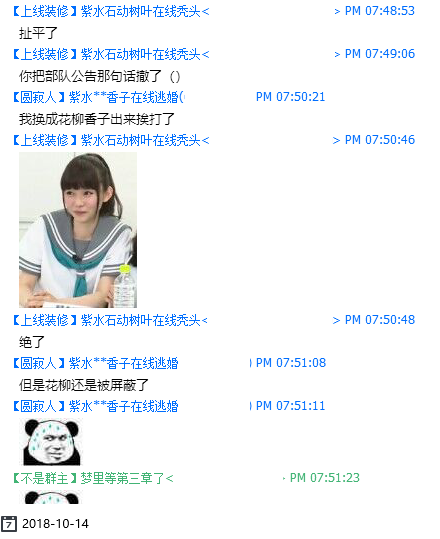 【上线装修】紫水石动树叶在线秃头< > PM 07:48:53
扯平了
【上线装修】紫水石动树叶在线秃头< > PM 07:49:06
你把部队公告那句话撤了（）
【圆寂人】紫水**香子在线逃婚( PM 07:50:21
我换成花柳香子出来挨打了
【上线装修】紫水石动树叶在线秃头< > PM 07:50:46
【上线装修】紫水石动树叶在线秃头< > PM 07:50:48
绝了
【圆寂人】紫水**香子在线逃婚 ) PM 07:51:08
但是花柳还是被屏蔽了
【圆寂人】紫水**香子在线逃婚 ) PM 07:51:11
【不是群主】梦里等第三章了< PM 07:51:23
7 2018-10-14